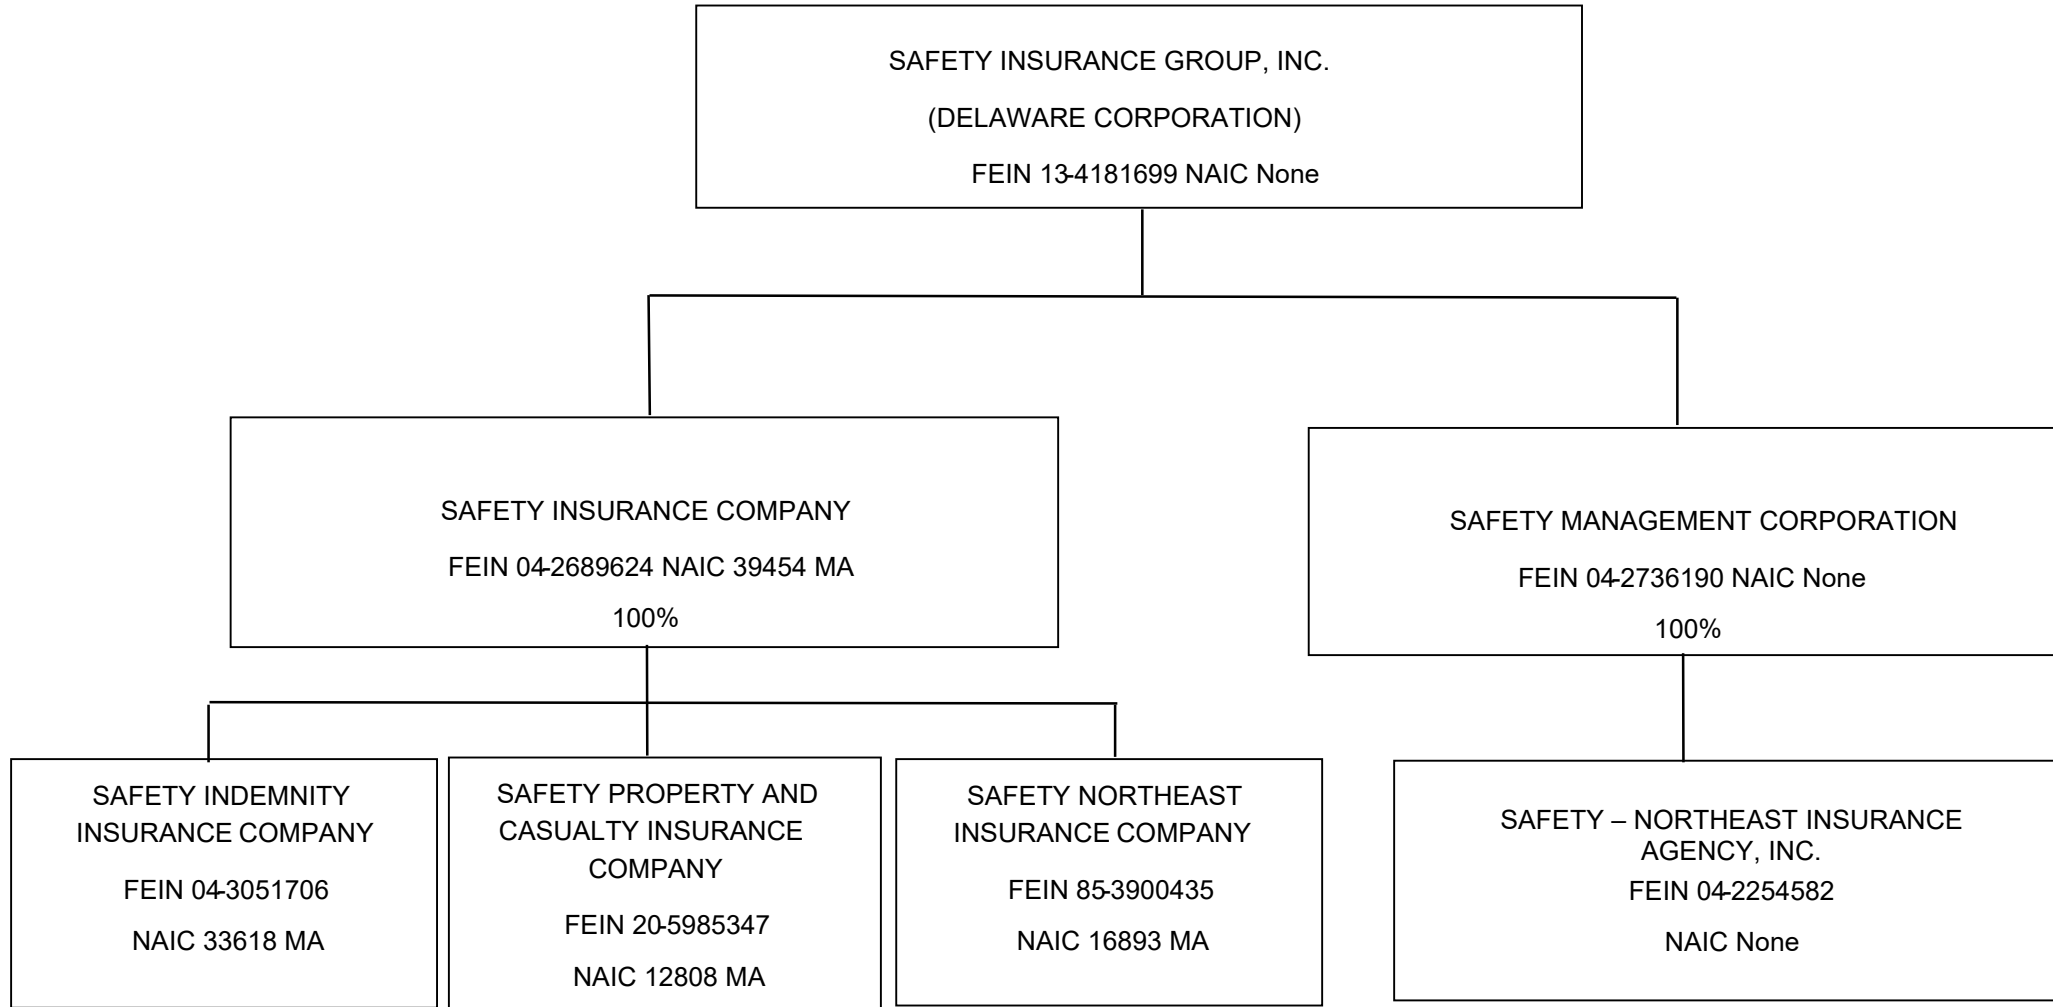 SAFETY INSURANCE GROUP, INC.
(DELAWARE CORPORATION)
FEIN 13-4181699 NAIC None
SAFETY INSURANCE COMPANY
FEIN 04-2689624 NAIC 39454 MA
100%
SAFETY MANAGEMENT CORPORATION
FEIN 04-2736190 NAIC None
100%
SAFETY INDEMNITY
INSURANCE COMPANY
FEIN 04-3051706
NAIC 33618 MA
SAFETY PROPERTY AND
CASUALTY INSURANCE
COMPANY
FEIN 20-5985347
NAIC 12808 MA
SAFETY NORTHEAST
INSURANCE COMPANY
FEIN 85-3900435
NAIC 16893 MA
SAFETY – NORTHEAST INSURANCE
AGENCY, INC.
FEIN 04-2254582
NAIC None